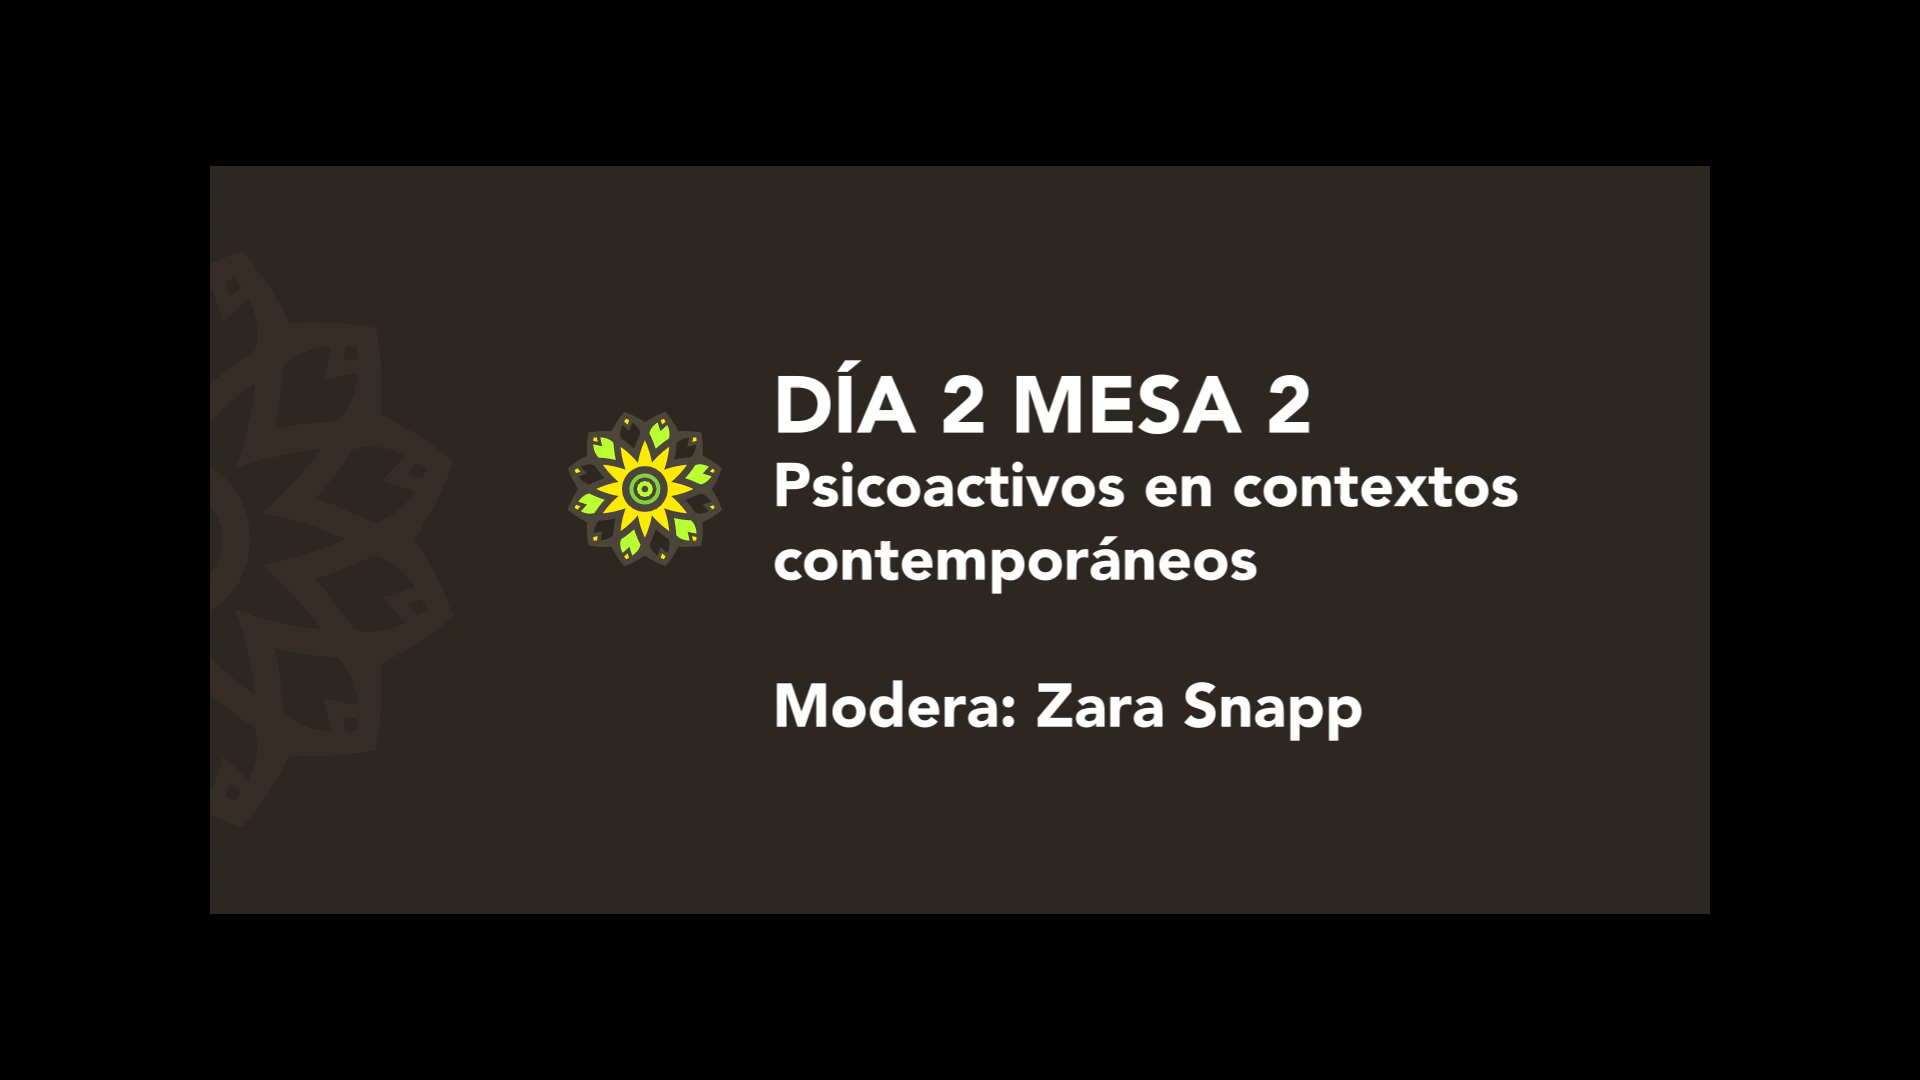 DÍA 2 MESA 2
Psicoactivos en contextos
contemporáneos
Modera: Zara Snapp